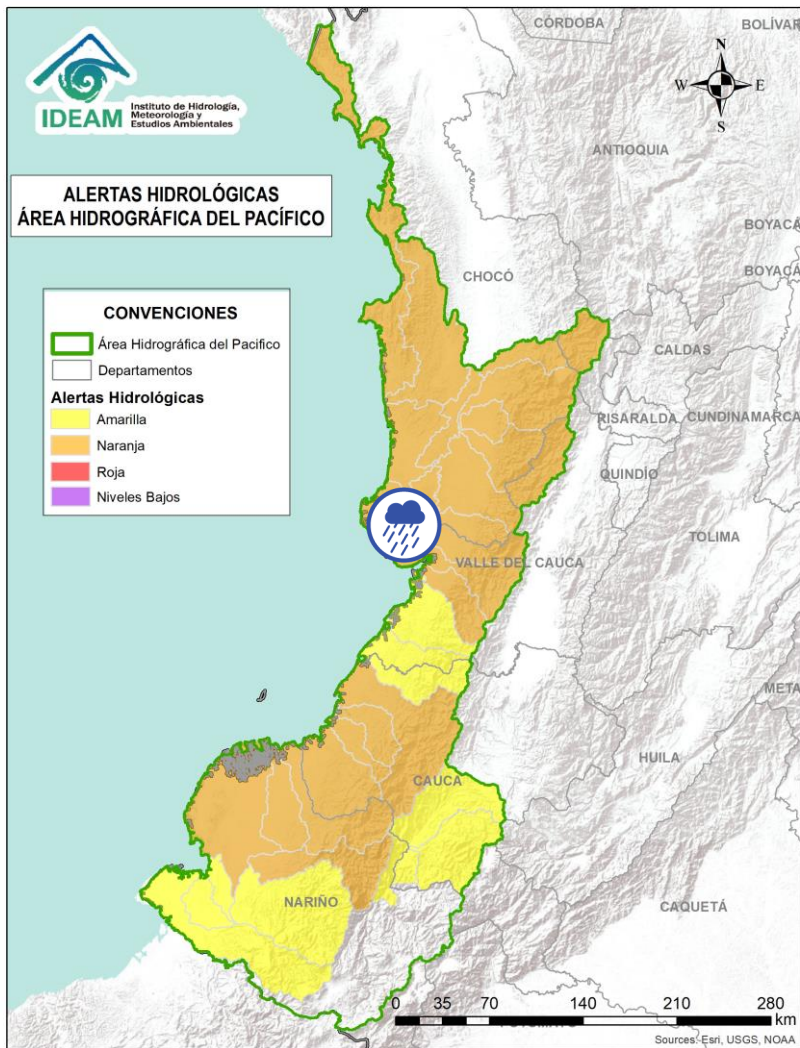 CÓRDOBA
BOLÍVAR
N
W E
S
IDEAM
Instituto de Hidrología,
Meteorología y
Estudios Ambientales
ANTIOQUIA
ALERTAS HIDROLÓGICAS
ÁREA HIDROGRÁFICA DEL PACÍFICO
BOYACÁ
BOYACÁ
CHOCÓ
CONVENCIONES
Área Hidrográfica del Pacifico
Departamentos
Alertas Hidrológicas
Amarilla
Naranja
Roja
Niveles Bajos
CALDAS
RISARALDA
CUNDINAMARCA
QUINDÍO
TOLIMA
VALLE DEL CAUCA
META
HUILA
CAUCA
NARIÑO
CAQUETÁ
0 35 70 140 210 280
km
Sources: Esri, USGS, NOAA